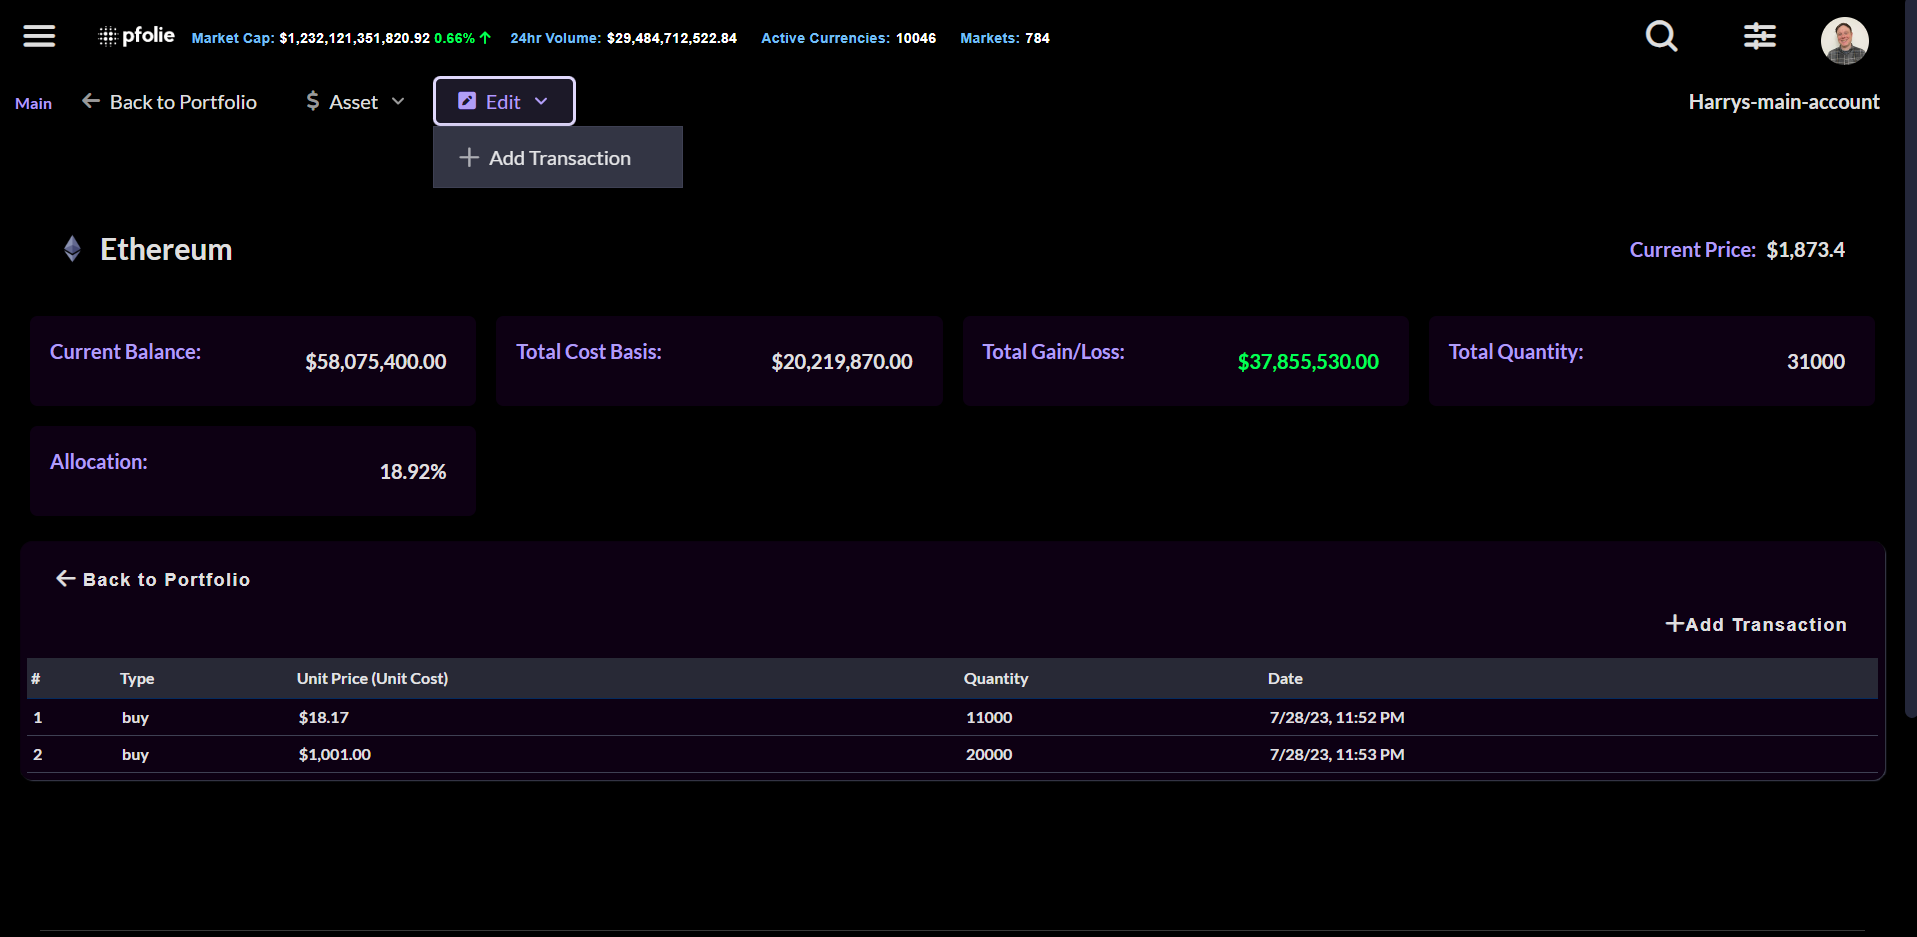 pfolie Market Cap: $1,232,121,351,820.92 0.66% 24hr Volume: $29,484,712,522.84 Active Currencies: 10046 Markets: 784
Main Back to Portfolio Asset Edit Harrys-main-account
Add Transaction
Ethereum Current Price: $1,873.4
Current Balance: $58,075,400.00 Total Cost Basis: $20,219,870.00 Total Gain/Loss: $37,855,530.00 Total Quantity: 31000
Allocation: 18.92%
Back to Portfolio
Add Transaction
# Type Unit Price (Unit Cost) Quantity Date
1 buy $18.17 11000 7/28/23, 11:52 PM
2 buy $1,001.00 20000 7/28/23, 11:53 PM